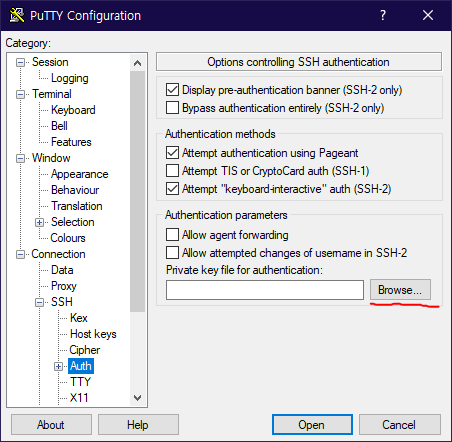 PuTTY Configuration
?
Category:
Session
Logging
Terminal
Keyboard
Bell
Features
Window
Appearance
Behaviour
Translation
Selection
Colours
Connection
Data
Proxy
SSH
Kex
Host keys
Cipher
Auth
TTY
X11
Options controlling SSH authentication
Display pre-authentication banner (SSH-2 only)
Bypass authentication entirely (SSH-2 only)
Authentication methods
Attempt authentication using Pageant
Attempt TIS or CryptoCard auth (SSH-1)
Attempt "keyboard-interactive" auth (SSH-2)
Authentication parameters
Allow agent forwarding
Allow attempted changes of username in SSH-2
Private key file for authentication:
Browse...
About
Help
Open
Cancel